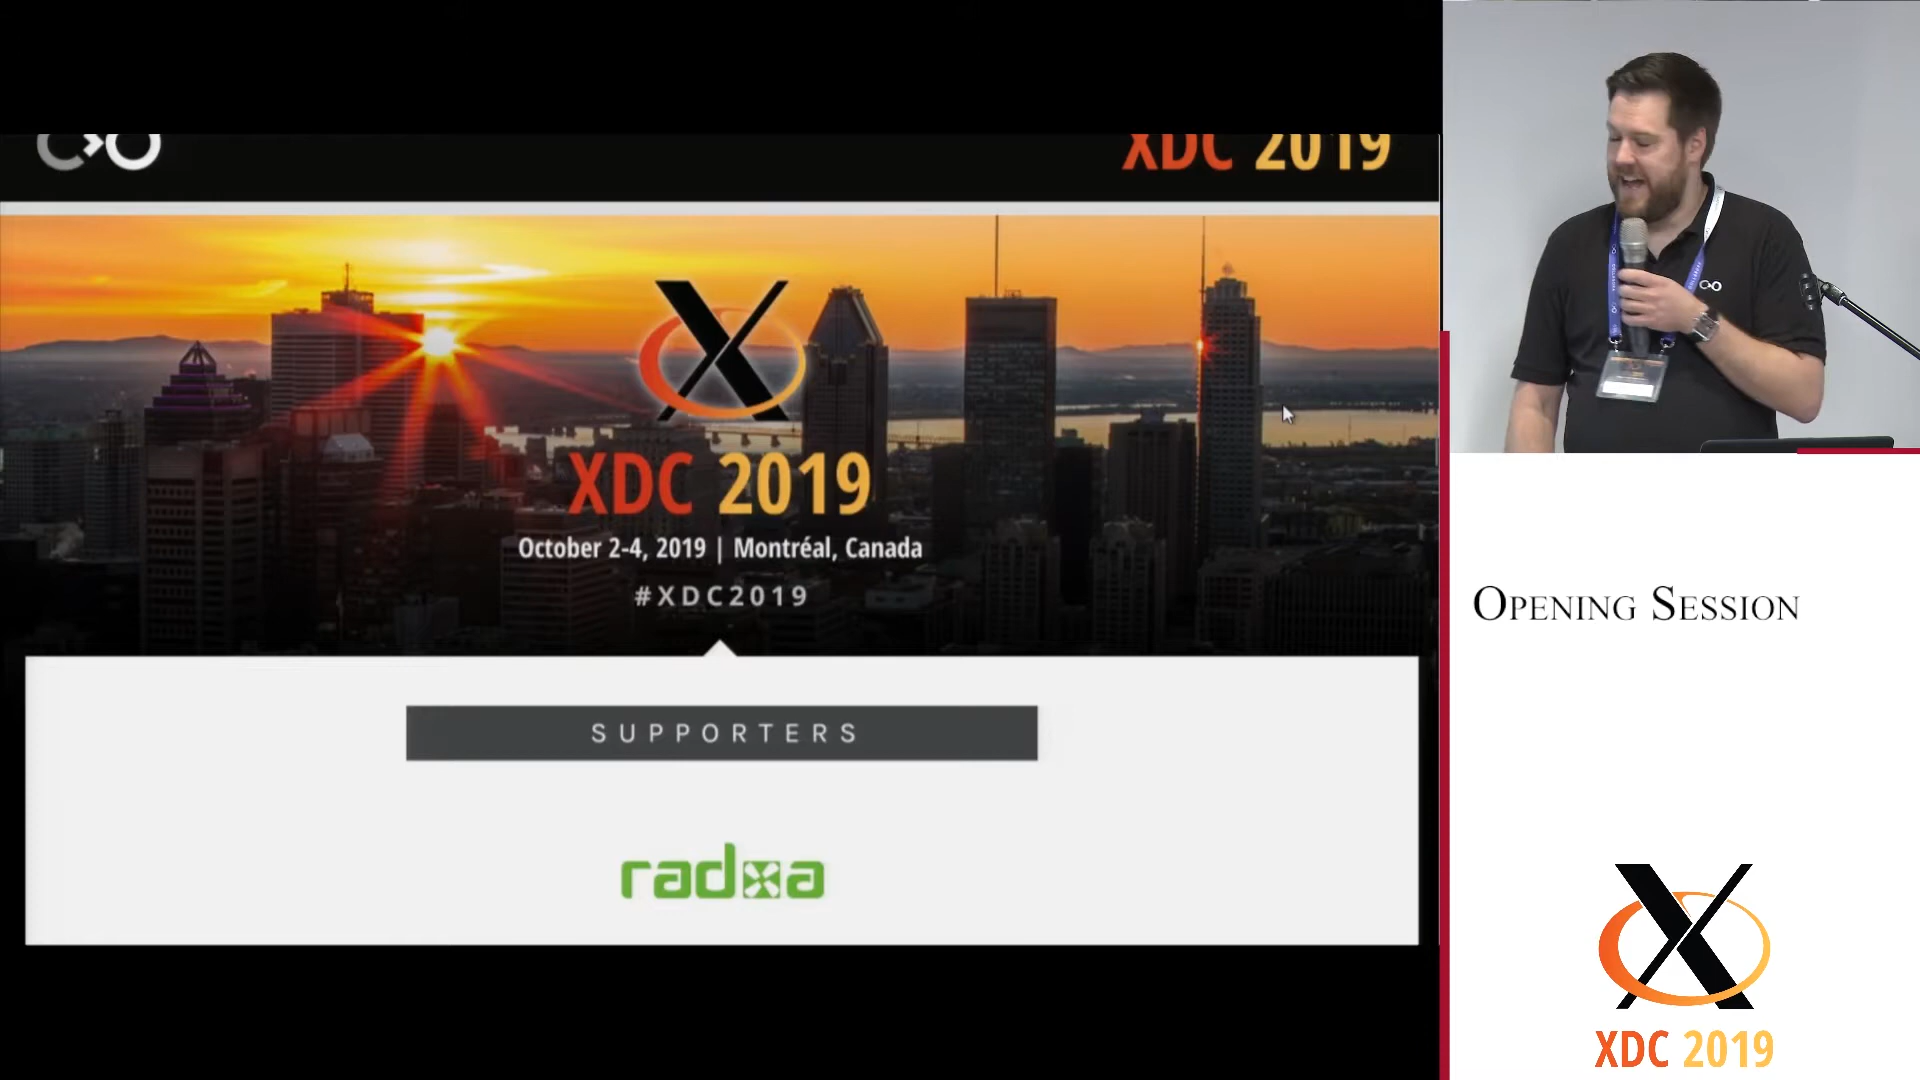 XDC 2019
XDC 2019
October 2-4, 2019 | Montréal, Canada
#XDC2019
SUPPORTERS
radxa
OPENING SESSION
XDC 2019